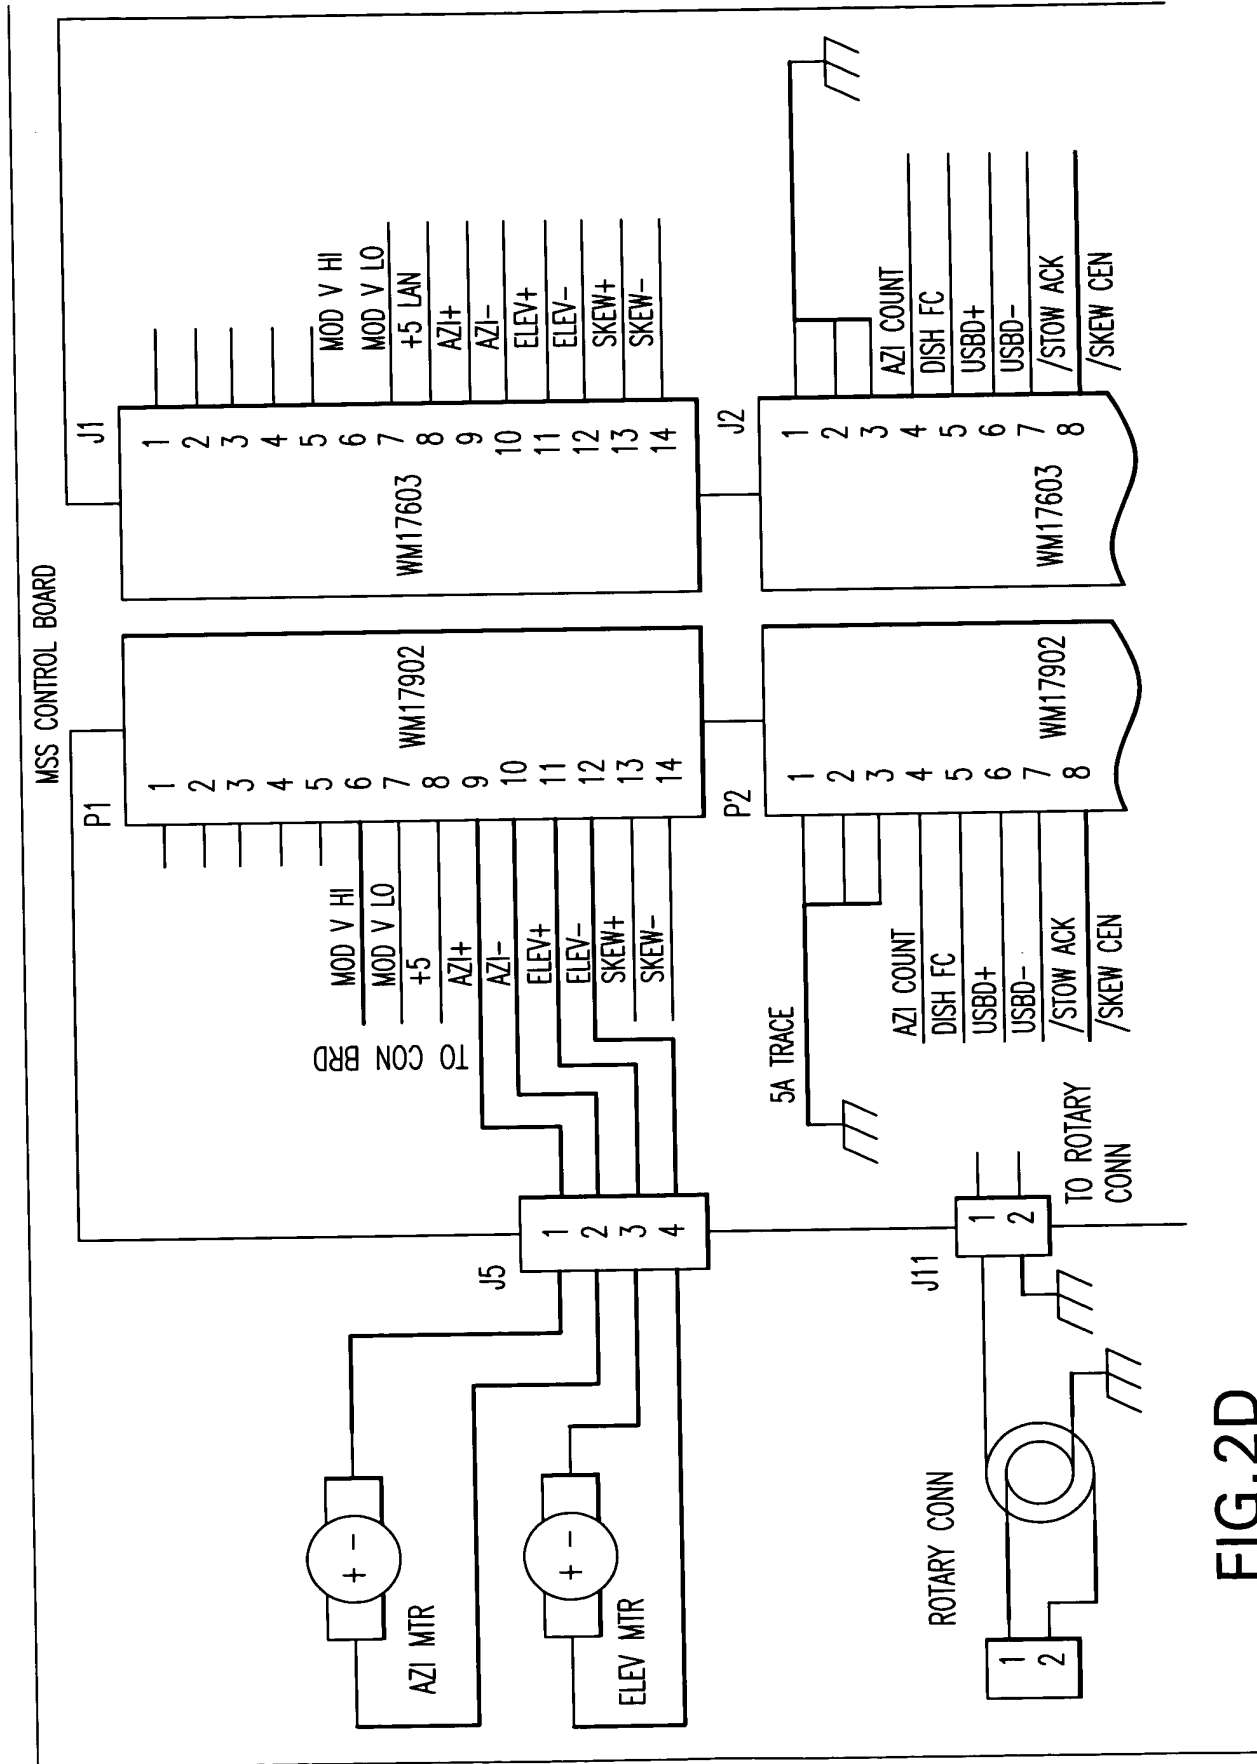 MSS CONTROL BOARD
P1
1
2
3
4
5
6
7
8
9
10
11
12
13
14
WM17902
MOD V HI
MOD V LO
+5
AZI+
AZI-
ELEV+
ELEV-
SKEW+
SKEW-
TO CON BRD
J1
1
2
3
4
5
6
7
8
9
10
11
12
13
14
WM17603
MOD V HI
MOD V LO
+5 LAN
AZI+
AZI-
ELEV+
ELEV-
SKEW+
SKEW-
J5
1
2
3
4
+ -
AZI MTR
+ -
ELEV MTR
P2
1
2
3
4
5
6
7
8
WM17902
5A TRACE
AZI COUNT
DISH FC
USBD+
USBD-
/STOW ACK
/SKEW CEN
J2
1
2
3
4
5
6
7
8
WM17603
AZI COUNT
DISH FC
USBD+
USBD-
/STOW ACK
/SKEW CEN
J11
1
2
TO ROTARY
CONN
ROTARY CONN
1
2
FIG.2D